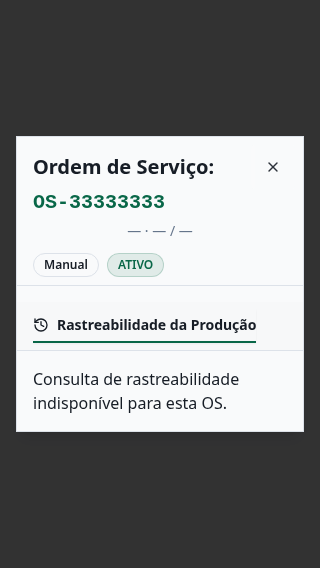 Ordem de Serviço:
OS-33333333
— · — / —
Manual
ATIVO
Rastreabilidade da Produção
Consulta de rastreabilidade
indisponível para esta OS.